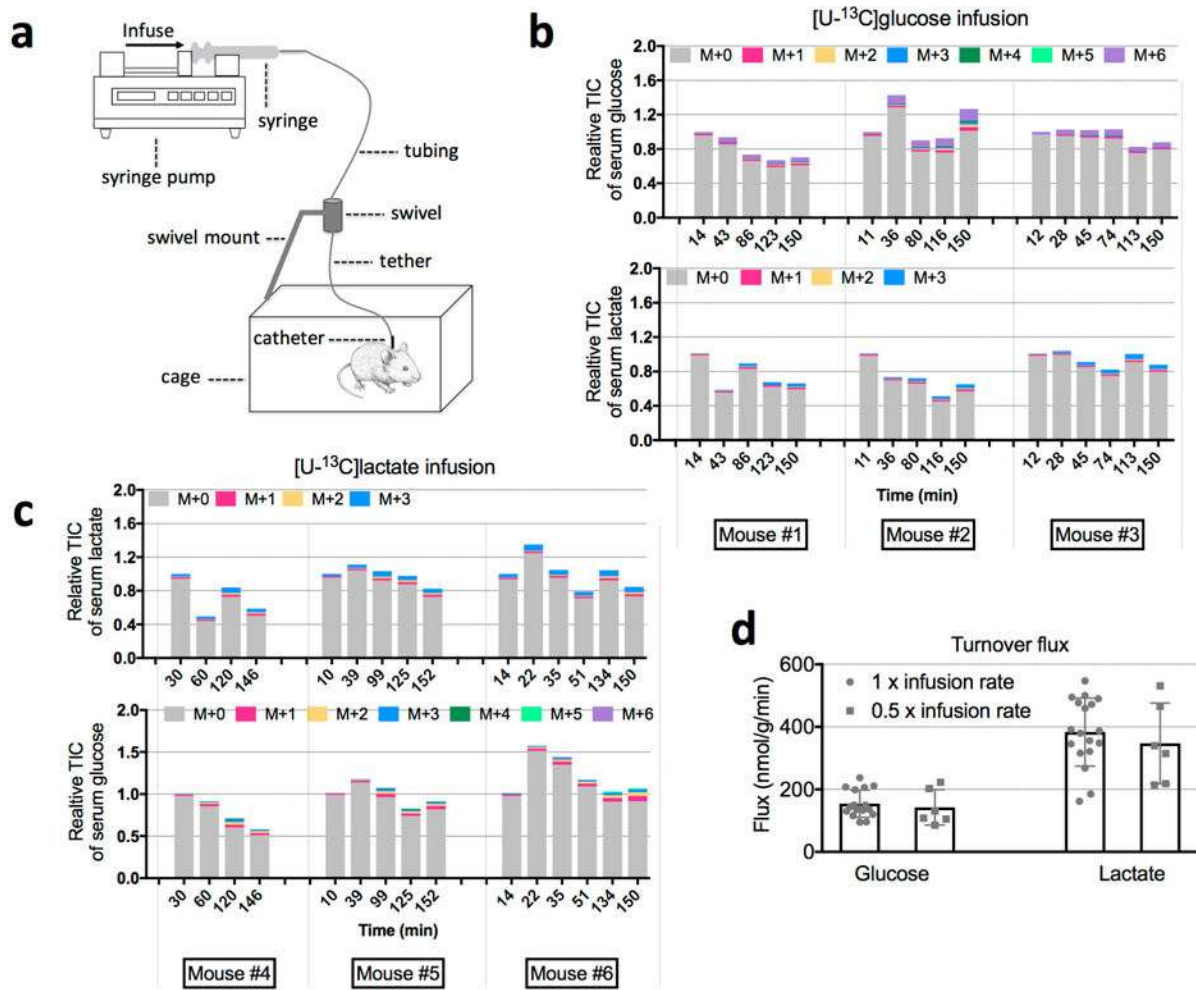 a
Infuse
syringe
syringe pump
tubing
swivel
swivel mount
tether
catheter
cage
b
[U-¹³C]glucose infusion
Realtive TIC
of serum glucose
2.0
1.6
1.2
0.8
0.4
0.0
M+0 M+1 M+2 M+3 M+4 M+5 M+6
14 43 86 123 150 11 36 80 116 150 12 28 45 74 113 150
Realtive TIC
of serum lactate
2.0
1.6
1.2
0.8
0.4
0.0
M+0 M+1 M+2 M+3
14 43 86 123 150 11 36 80 116 150 12 28 45 74 113 150
Time (min)
Mouse #1 Mouse #2 Mouse #3
c
[U-¹³C]lactate infusion
Relative TIC
of serum lactate
2.0
1.6
1.2
0.8
0.4
0.0
M+0 M+1 M+2 M+3
30 60 120 146 10 39 99 125 152 14 22 35 51 134 150
Realtive TIC
of serum glucose
2.0
1.5
1.0
0.5
0.0
M+0 M+1 M+2 M+3 M+4 M+5 M+6
30 60 120 146 10 39 99 125 152 14 22 35 51 134 150
Time (min)
Mouse #4 Mouse #5 Mouse #6
d
Turnover flux
Flux (nmol/g/min)
600
400
200
0
1 x infusion rate
0.5 x infusion rate
Glucose Lactate